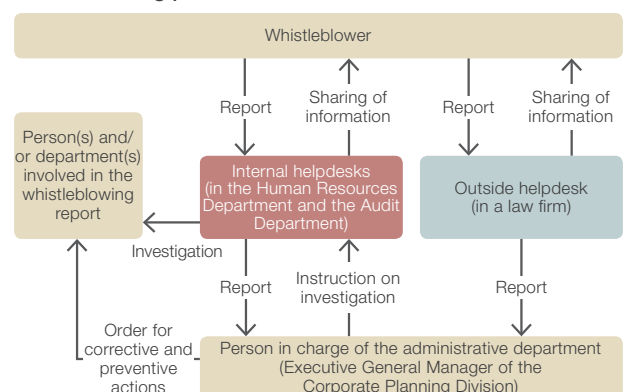 Whistleblower
Report
Sharing of
information
Report
Sharing of
information
Person(s) and/
or department(s)
involved in the
whistleblowing
report
Internal helpdesks
(in the Human Resources
Department and the Audit
Department)
Outside helpdesk
(in a law firm)
Investigation
Report
Instruction on
investigation
Report
Order for
corrective and
preventive
actions
Person in charge of the administrative department
(Executive General Manager of the
Corporate Planning Division)